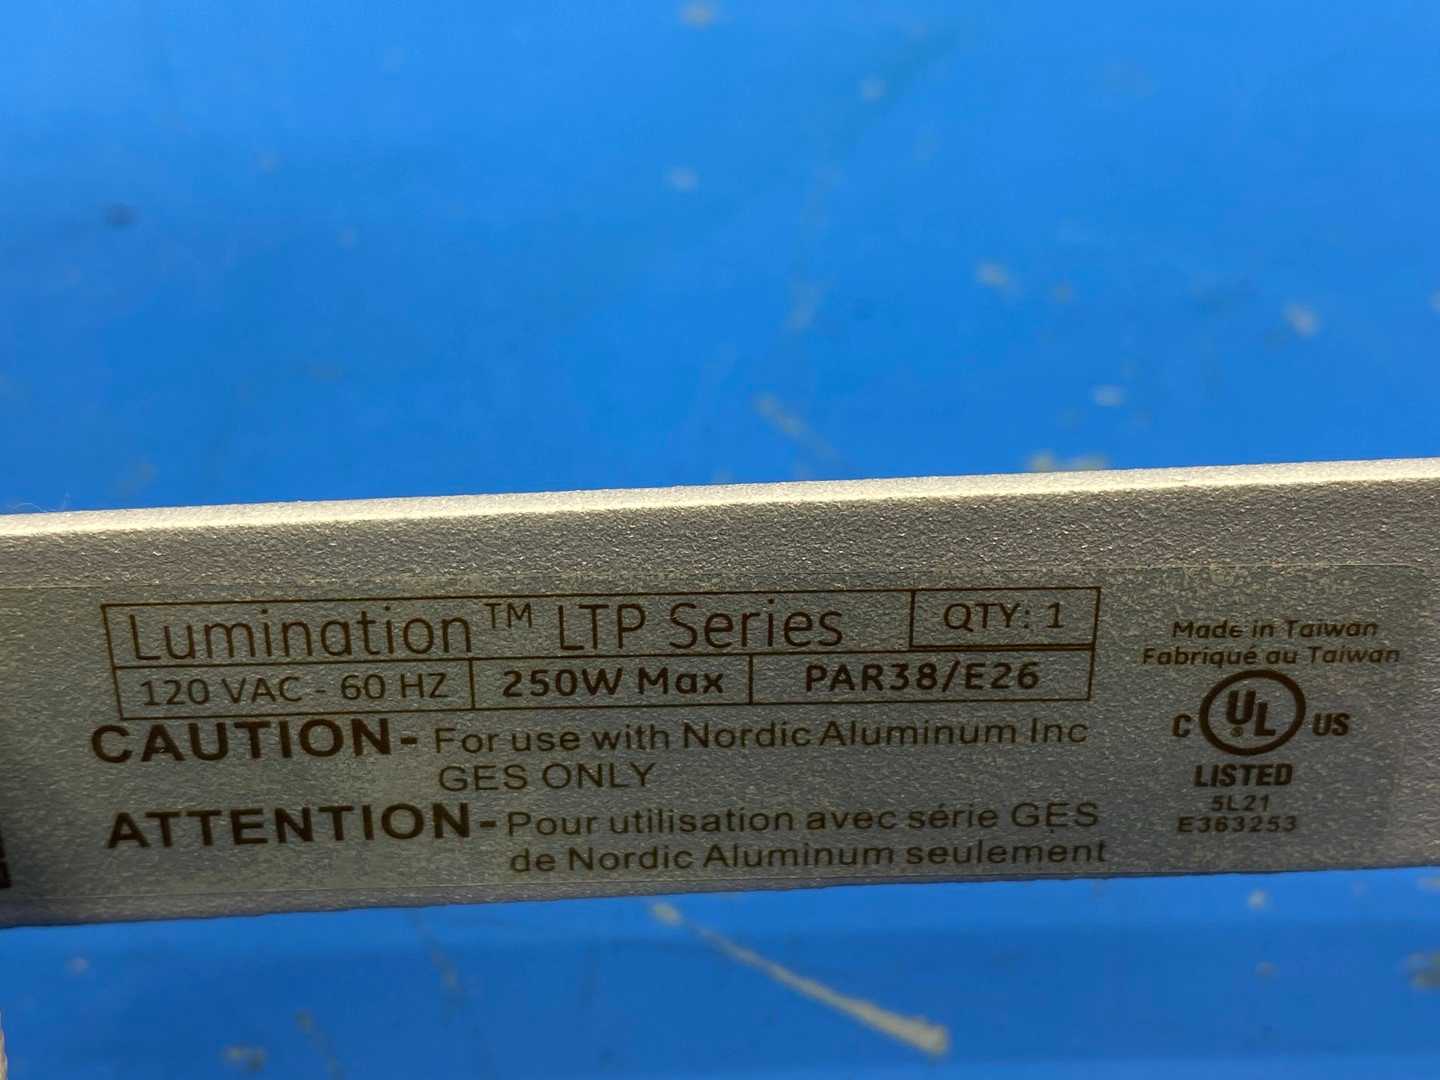 Lumination™ LTP Series
QTY: 1
120 VAC - 60 HZ
250W Max
PAR38/E26
CAUTION- For use with Nordic Aluminum Inc
GES ONLY
ATTENTION- Pour utilisation avec série GES
de Nordic Aluminum seulement
Made in Taiwan
Fabriqué au Taiwan
C UL ® US
LISTED
5L21
E363253